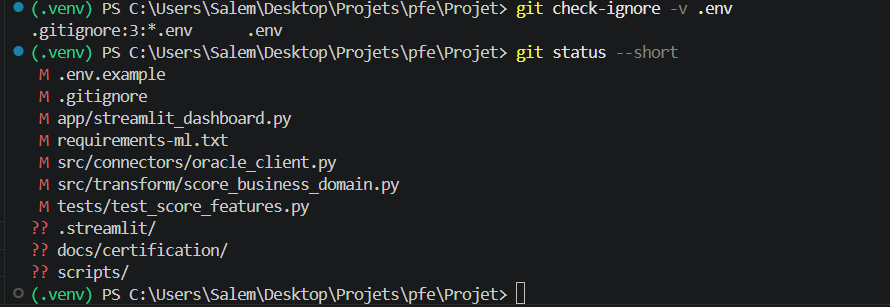 (.venv) PS C:\Users\Salem\Desktop\Projets\pfe\Projet> git check-ignore -v .env
.gitignore:3:*.env      .env
(.venv) PS C:\Users\Salem\Desktop\Projets\pfe\Projet> git status --short
 M .env.example
 M .gitignore
 M app/streamlit_dashboard.py
 M requirements-ml.txt
 M src/connectors/oracle_client.py
 M src/transform/score_business_domain.py
 M tests/test_score_features.py
?? .streamlit/
?? docs/certification/
?? scripts/
(.venv) PS C:\Users\Salem\Desktop\Projets\pfe\Projet>